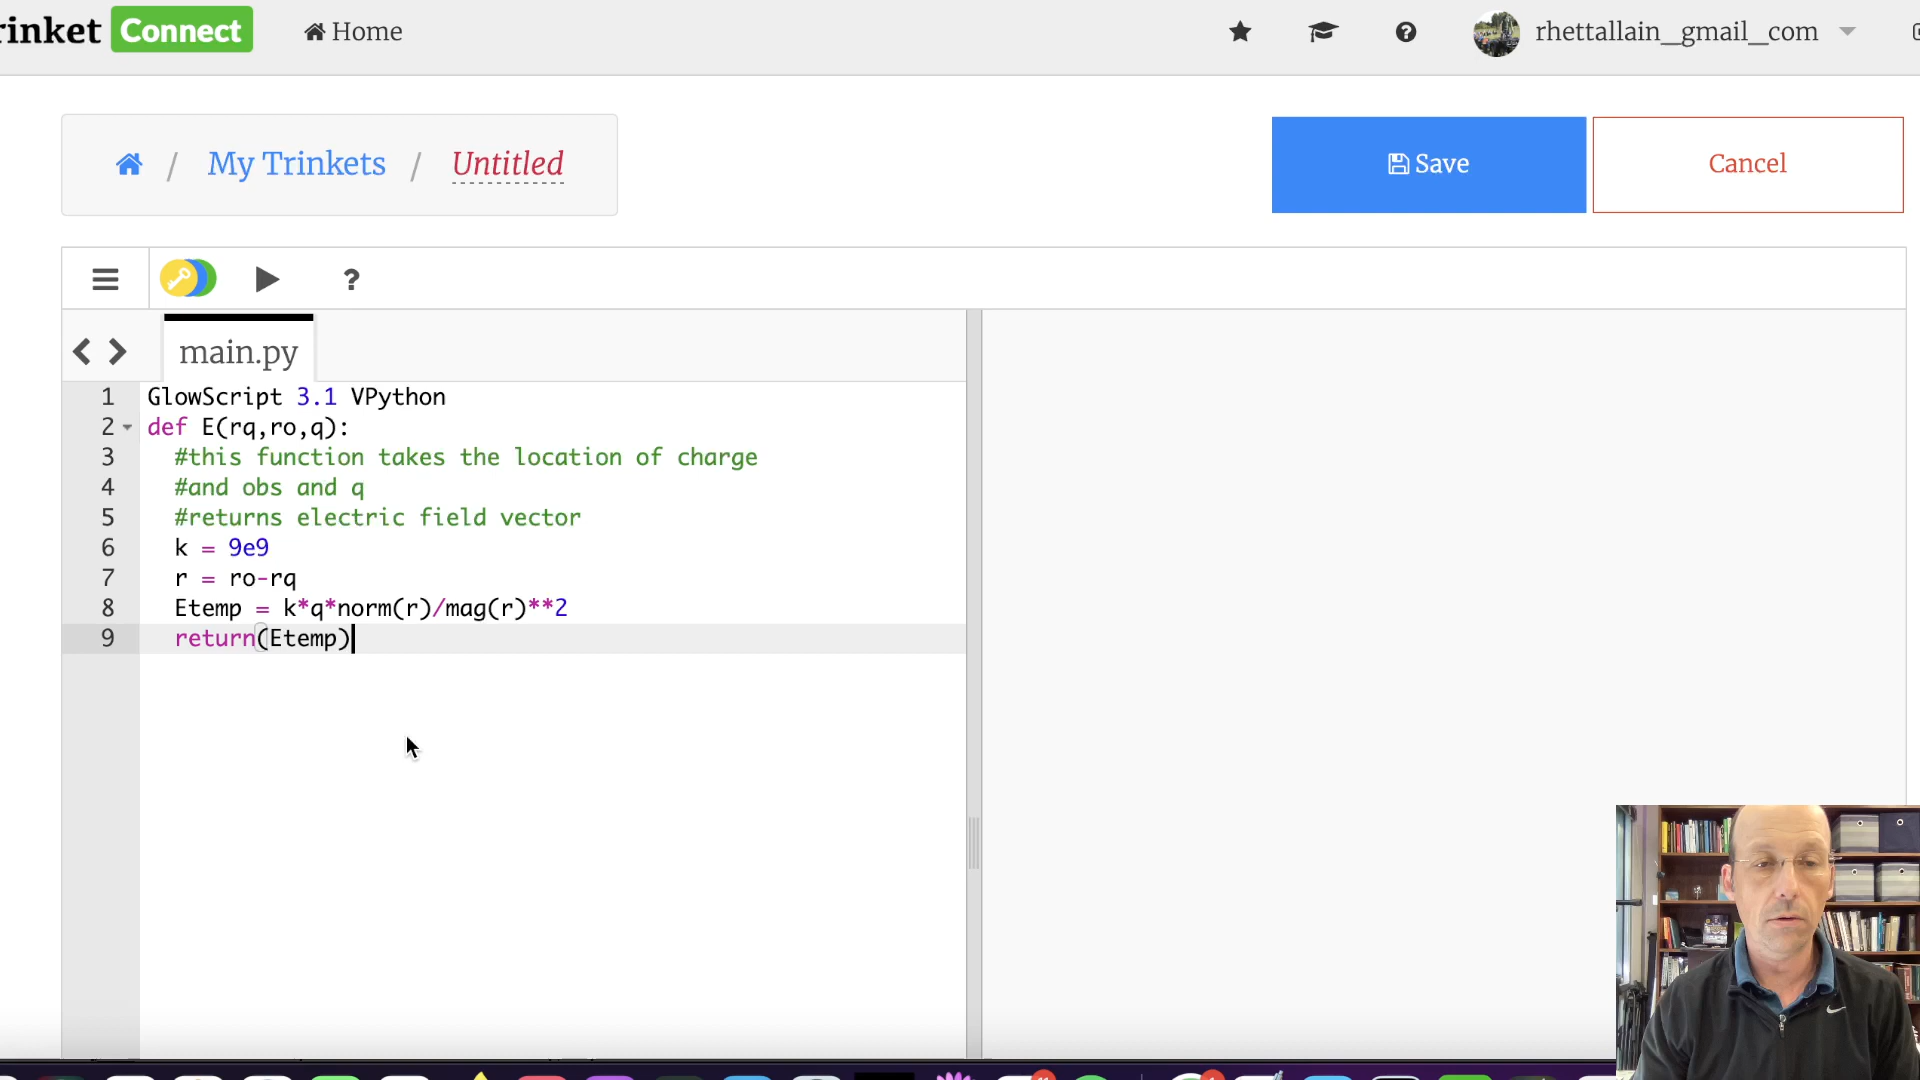 rinket Connect Home rhettallain_gmail_com
/ My Trinkets / Untitled Save Cancel
?
main.py
1 GlowScript 3.1 VPython
2 def E(rq,ro,q):
3 #this function takes the location of charge
4 #and obs and q
5 #returns electric field vector
6 k = 9e9
7 r = ro-rq
8 Etemp = k*q*norm(r)/mag(r)**2
9 return(Etemp)